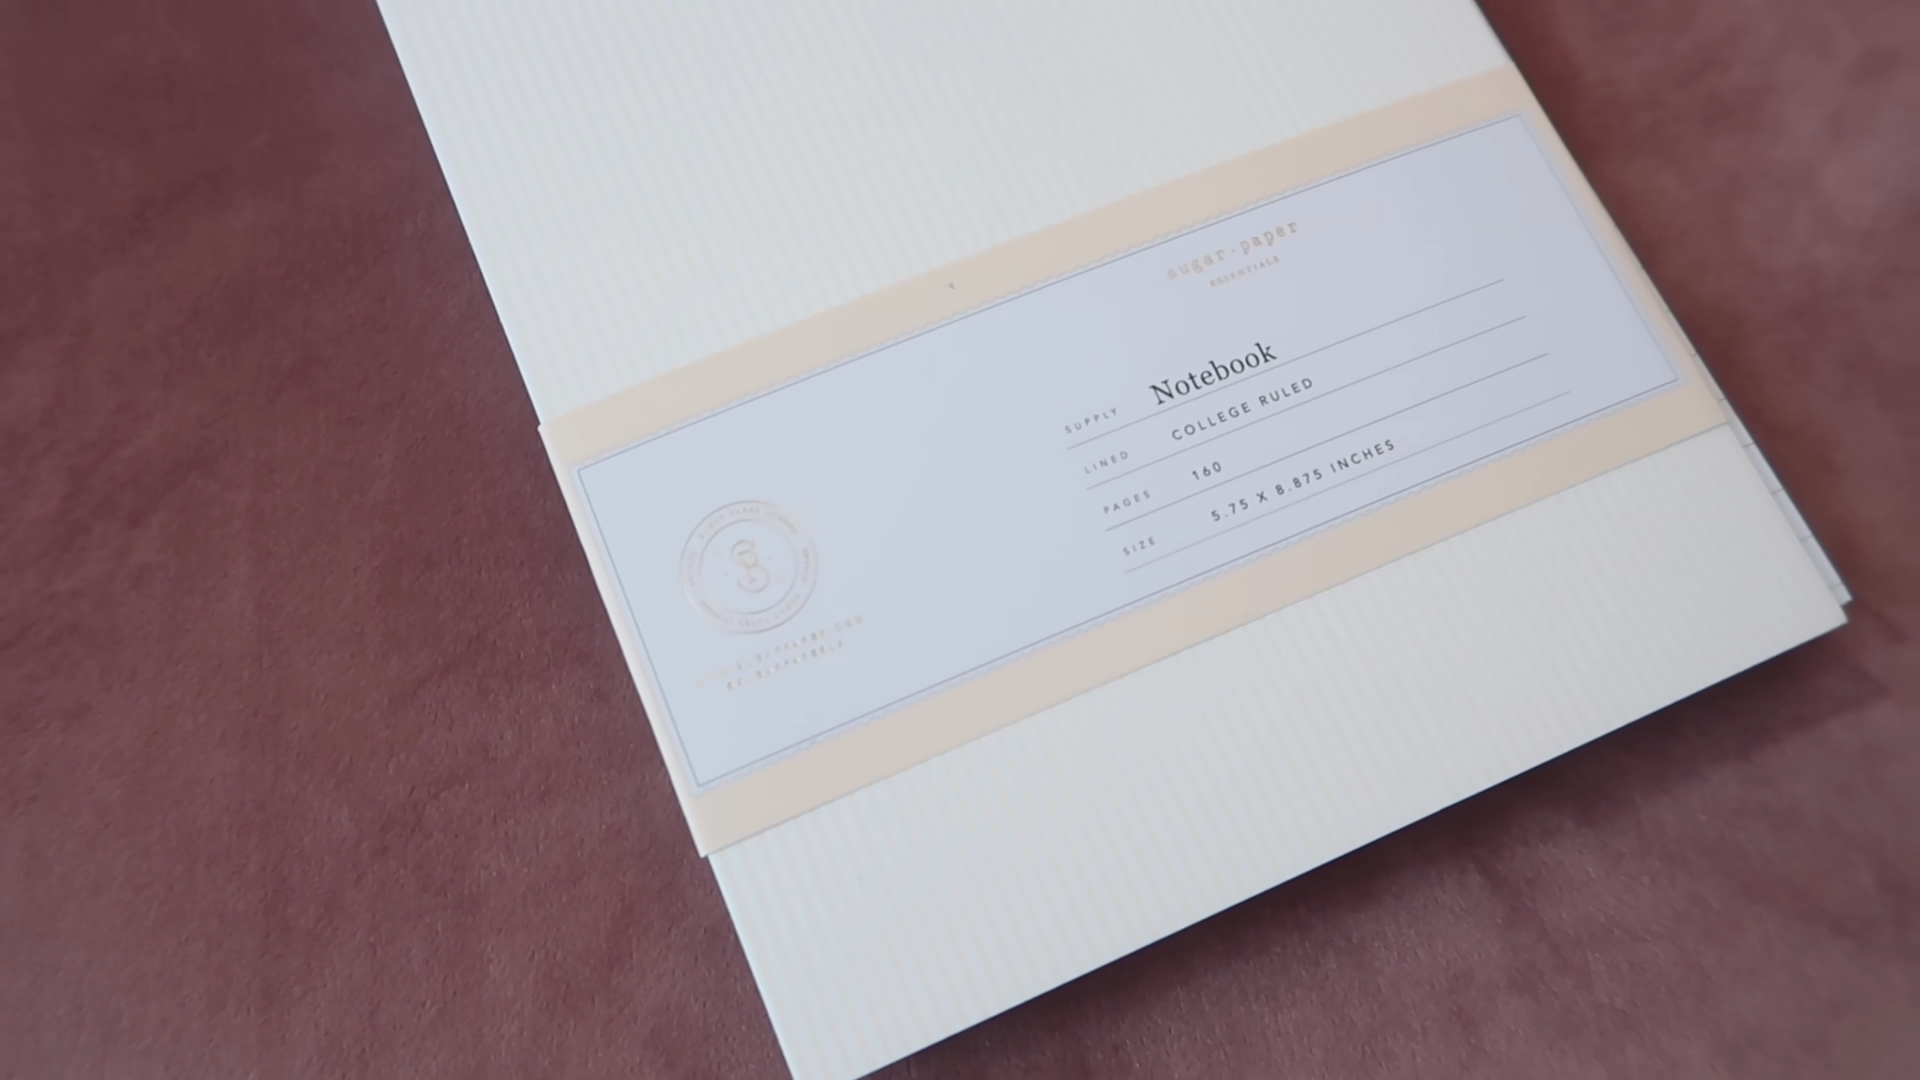 sugar·paper
ESSENTIALS
SUPPLY Notebook
LINED COLLEGE RULED
PAGES 160
SIZE 5.75 X 8.875 INCHES